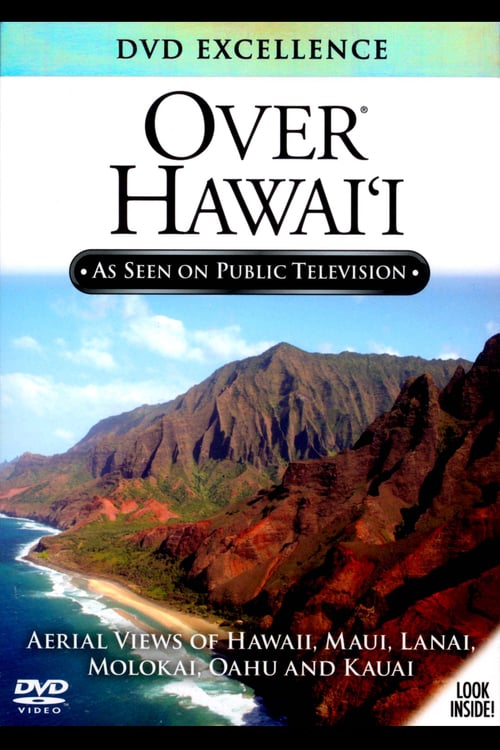 DVD EXCELLENCE
OVER®
HAWAI‘I
• AS SEEN ON PUBLIC TELEVISION •
AERIAL VIEWS OF HAWAII, MAUI, LANAI,
MOLOKAI, OAHU AND KAUAI
DVD
VIDEO
LOOK
INSIDE!